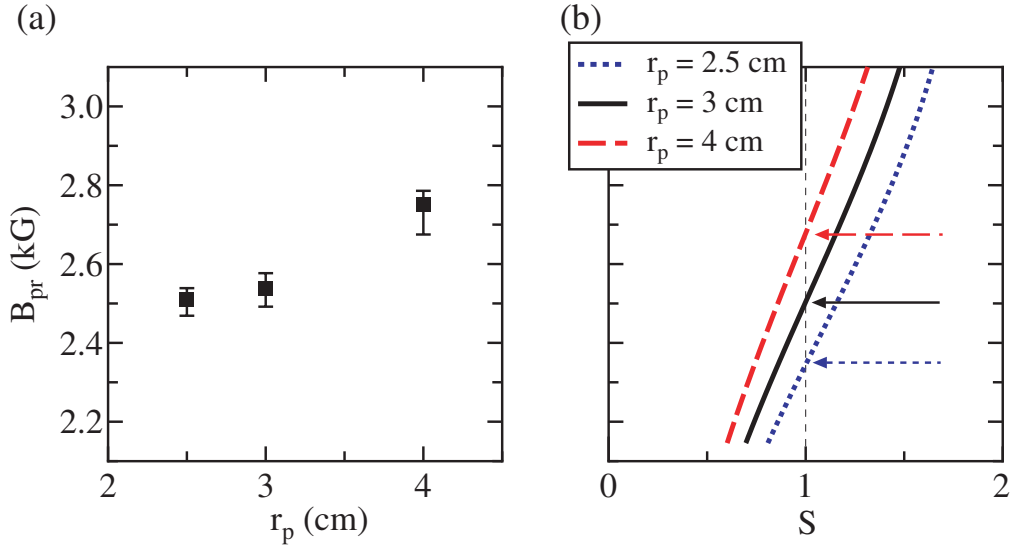 (a)
(b)
3.0
2.8
2.6
2.4
2.2
B_pr (kG)
2
3
4
r_p (cm)
r_p = 2.5 cm
r_p = 3 cm
r_p = 4 cm
0
1
2
S